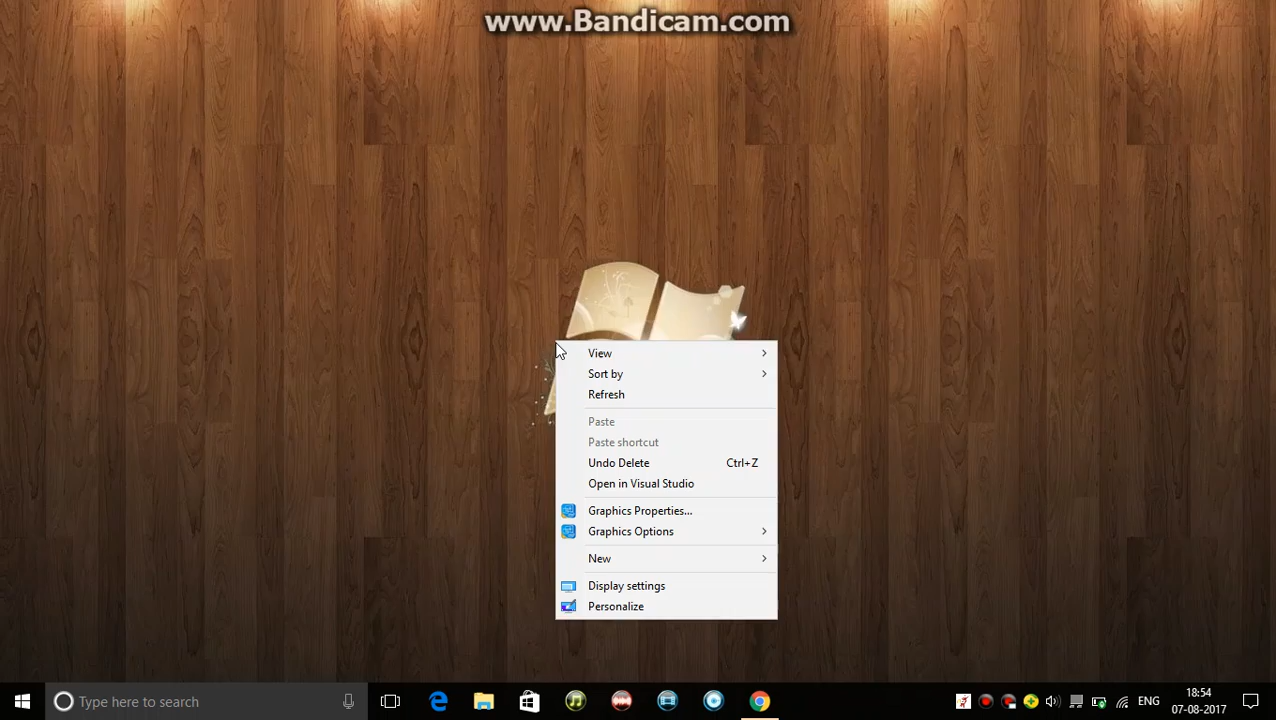 www.Bandicam.com
View
Sort by
Refresh
Paste
Paste shortcut
Undo Delete Ctrl+Z
Open in Visual Studio
Graphics Properties...
Graphics Options
New
Display settings
Personalize
Type here to search
ENG
18:54
07-08-2017